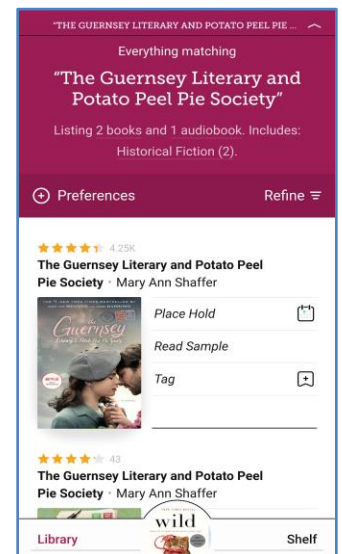 "THE GUERNSEY LITERARY AND POTATO PEEL PIE ...
Everything matching
“The Guernsey Literary and
Potato Peel Pie Society”
Listing 2 books and 1 audiobook. Includes:
Historical Fiction (2).
Preferences
Refine
4.25K
The Guernsey Literary and Potato Peel
Pie Society · Mary Ann Shaffer
The
Guernsey
Place Hold
Read Sample
Tag
43
The Guernsey Literary and Potato Peel
Pie Society · Mary Ann Shaffer
wild
Library
Shelf